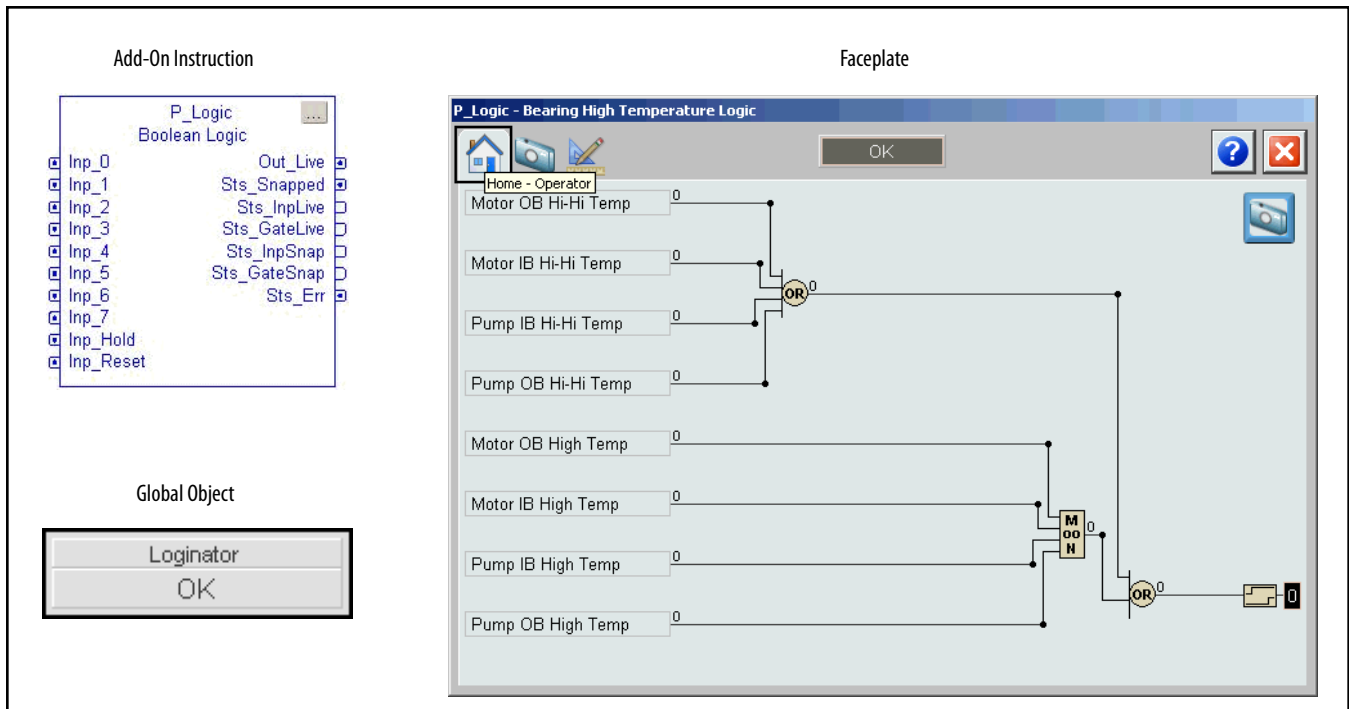 Add-On Instruction
P_Logic
...
Boolean Logic
Inp_0 Out_Live
Inp_1 Sts_Snapped
Inp_2 Sts_InpLive
Inp_3 Sts_GateLive
Inp_4 Sts_InpSnap
Inp_5 Sts_GateSnap
Inp_6 Sts_Err
Inp_7
Inp_Hold
Inp_Reset
Global Object
Loginator
OK
Faceplate
P_Logic - Bearing High Temperature Logic
OK
?
Home - Operator
Motor OB Hi-Hi Temp 0
Motor IB Hi-Hi Temp 0
OR 0
Pump IB Hi-Hi Temp 0
Pump OB Hi-Hi Temp 0
Motor OB High Temp 0
Motor IB High Temp 0
M
oo 0
N
Pump IB High Temp 0
OR 0 0
Pump OB High Temp 0